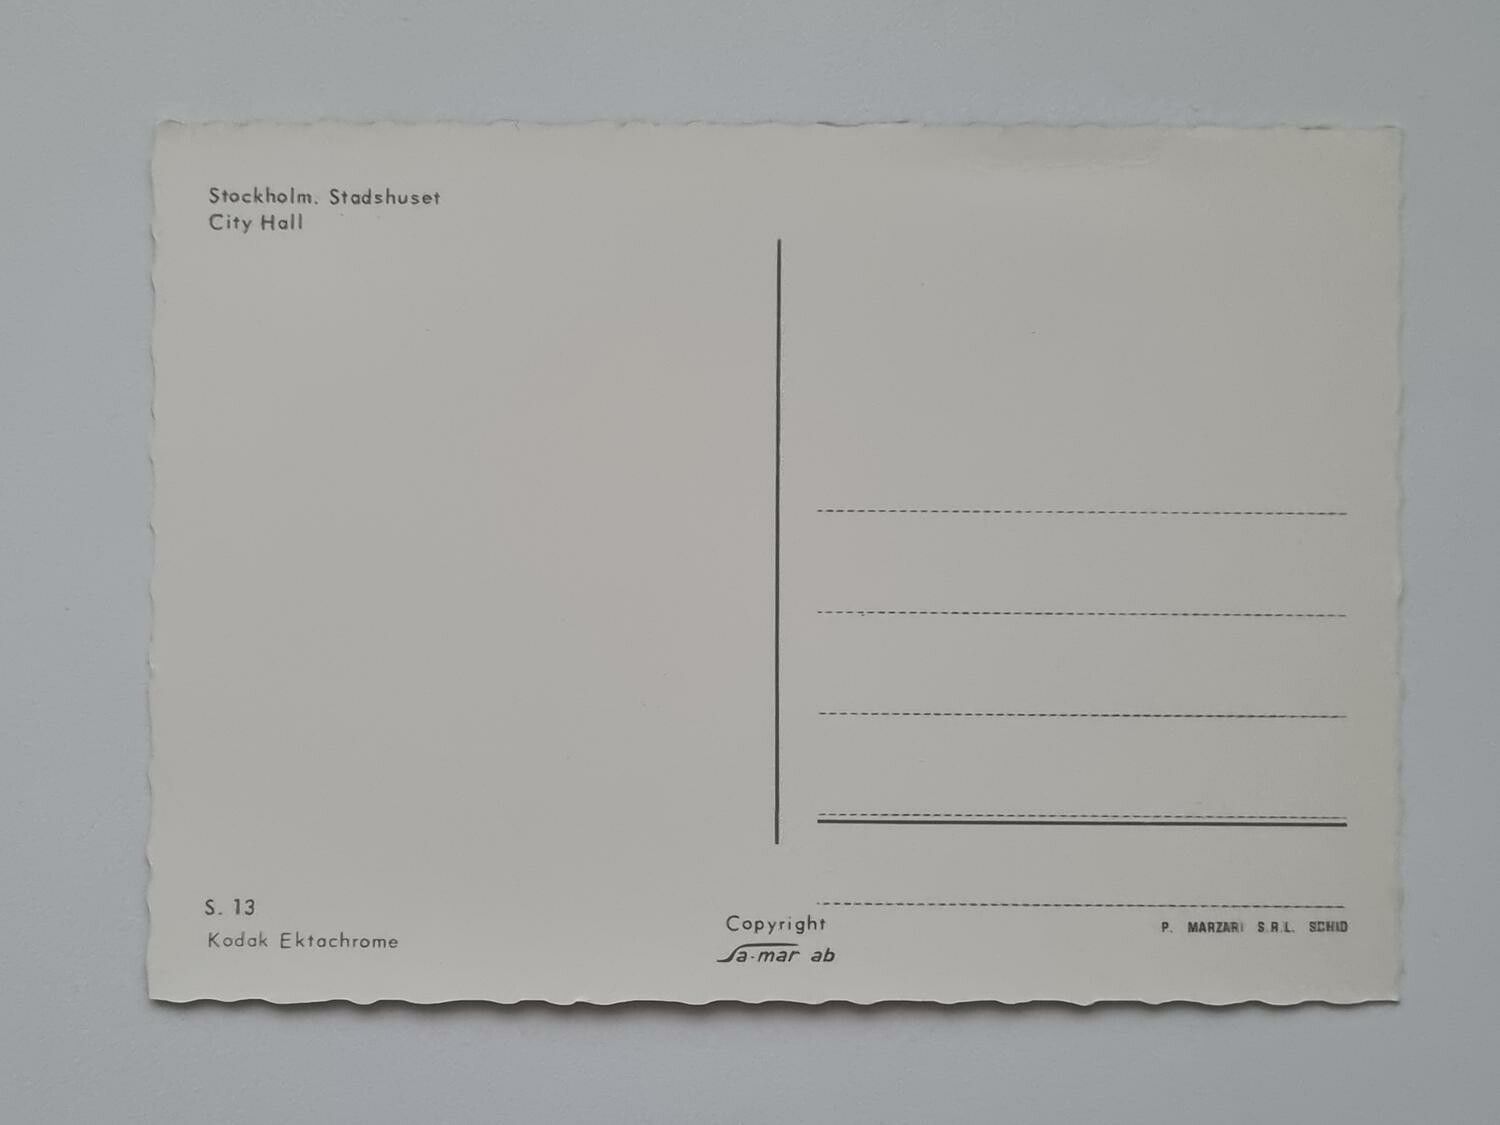 Stockholm. Stadshuset
City Hall
S. 13
Kodak Ektachrome
Copyright
Sa-mar ab
P. MARZARI S.R.L. SCHIO